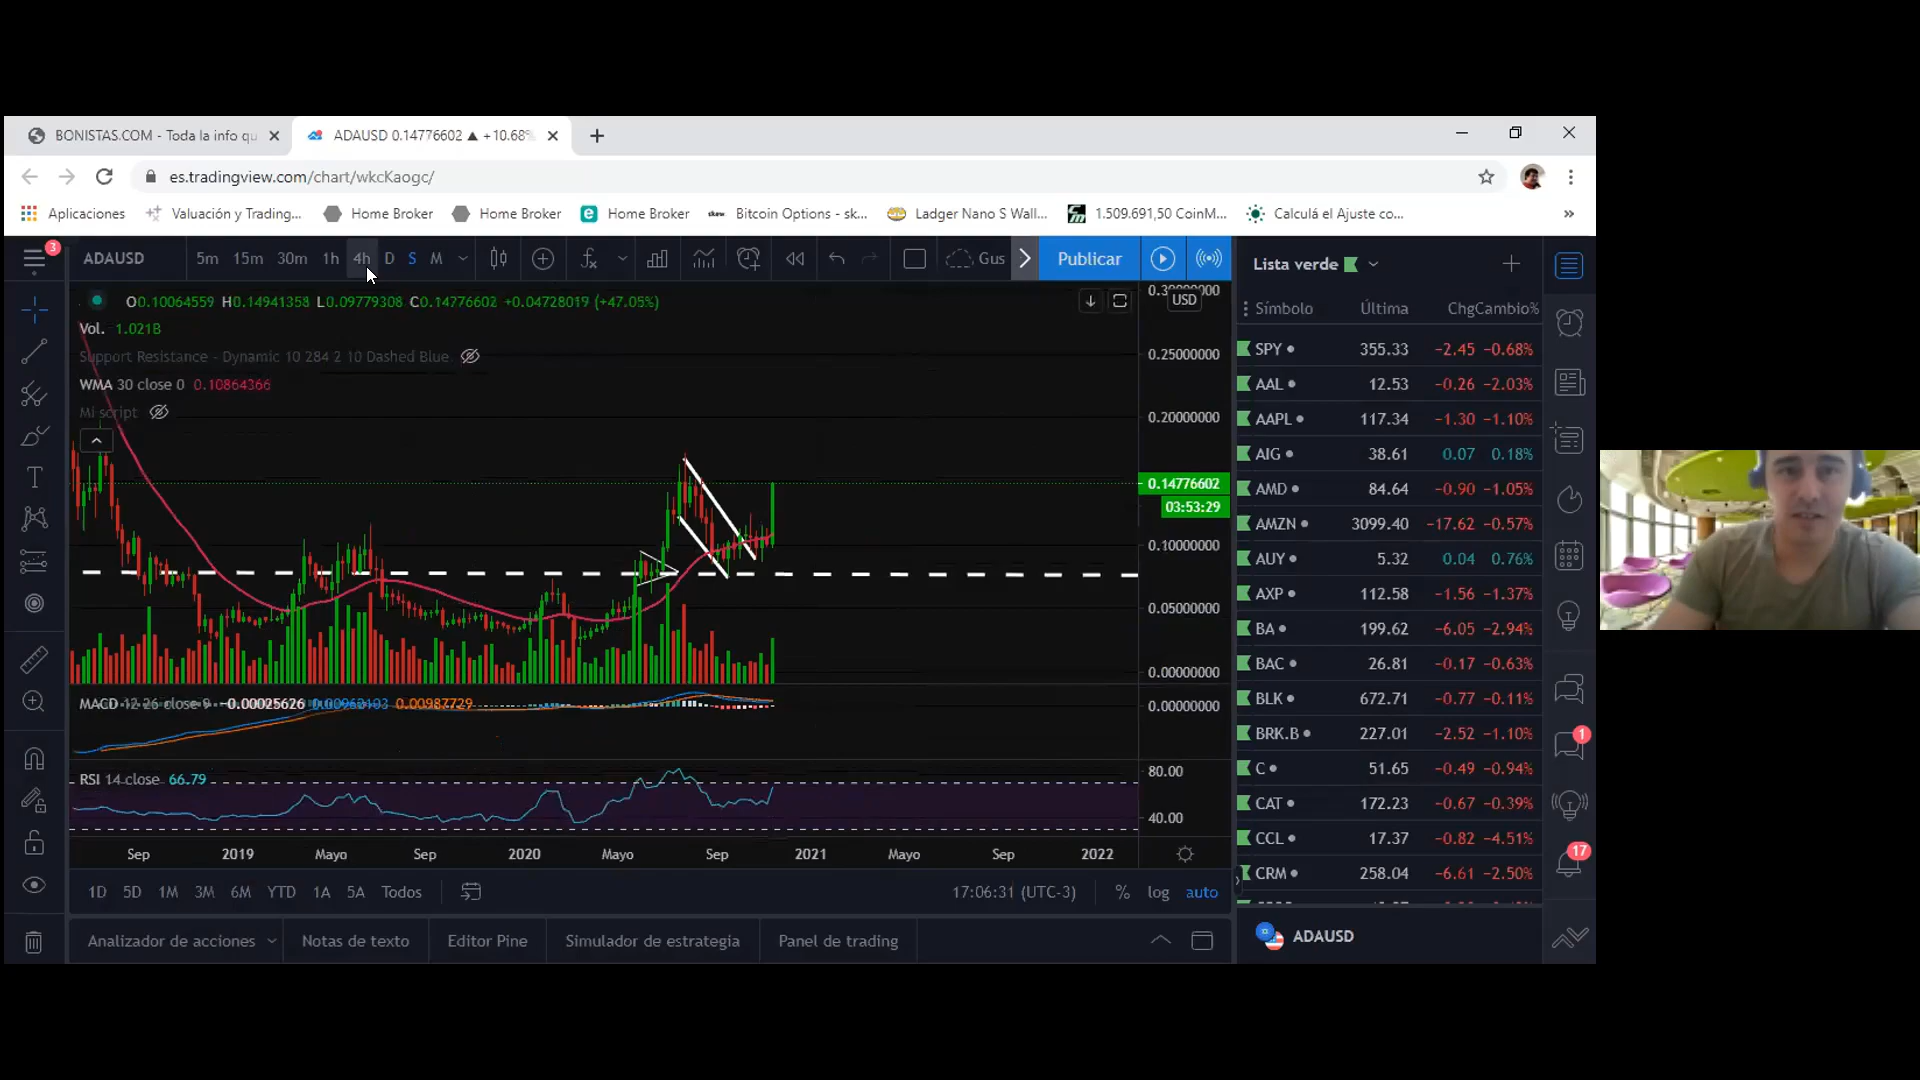 BONISTAS.COM - Toda la info qu
ADAUSD 0.14776602 ▲ +10.68%
es.tradingview.com/chart/wkcKaogc/
Aplicaciones
Valuación y Trading...
Home Broker
Home Broker
Home Broker
skew
Bitcoin Options - sk...
Ladger Nano S Wall...
1.509.691,50 CoinM...
Calculá el Ajuste co...
»
3
ADAUSD
5m 15m 30m 1h 4h D S M
Gus
Publicar
Lista verde
O0.10064559 H0.14941358 L0.09779308 C0.14776602 +0.04728019 (+47.05%)
Vol. 1.021B
Support Resistance - Dynamic 10 284 2 10 Dashed Blue
WMA 30 close 0 0.10864366
Mi script
USD
0.25000000
0.20000000
0.14776602
03:53:29
0.10000000
0.05000000
0.00000000
MACD 12 26 close 9 −0.00025626 0.00962103 0.00987729
0.00000000
RSI 14 close 66.79
80.00
40.00
Sep 2019 Mayo Sep 2020 Mayo Sep 2021 Mayo Sep 2022
1D 5D 1M 3M 6M YTD 1A 5A Todos
17:06:31 (UTC-3)
% log auto
Analizador de acciones
Notas de texto
Editor Pine
Simulador de estrategia
Panel de trading
Símbolo Última Chg Cambio%
SPY 355.33 −2.45 −0.68%
AAL 12.53 −0.26 −2.03%
AAPL 117.34 −1.30 −1.10%
AIG 38.61 0.07 0.18%
AMD 84.64 −0.90 −1.05%
AMZN 3099.40 −17.62 −0.57%
AUY 5.32 0.04 0.76%
AXP 112.58 −1.56 −1.37%
BA 199.62 −6.05 −2.94%
BAC 26.81 −0.17 −0.63%
BLK 672.71 −0.77 −0.11%
BRK.B 227.01 −2.52 −1.10%
C 51.65 −0.49 −0.94%
CAT 172.23 −0.67 −0.39%
CCL 17.37 −0.82 −4.51%
CRM 258.04 −6.61 −2.50%
ADAUSD
1
17